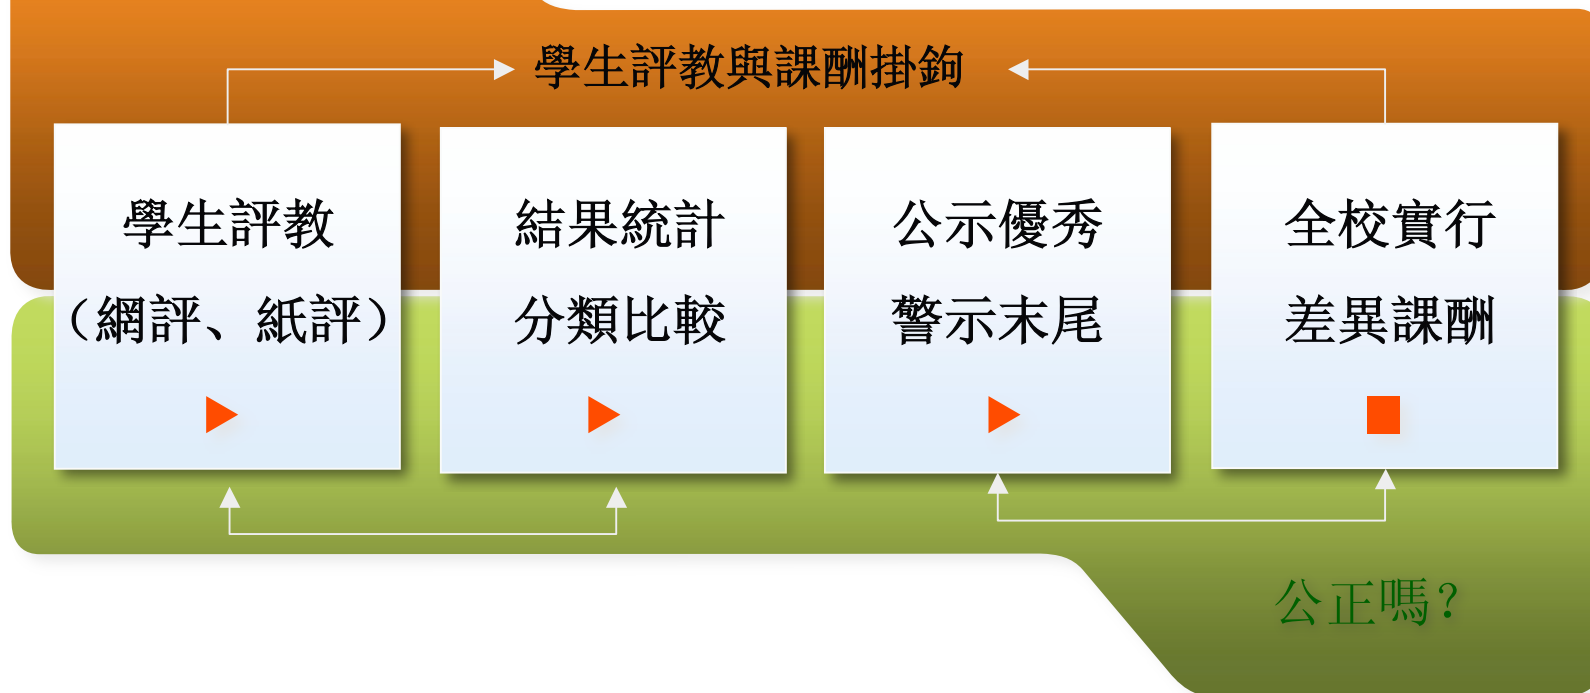 學生評教與課酬掛鉤
學生評教
（網評、紙評）
結果統計
分類比較
公示優秀
警示末尾
全校實行
差異課酬
公正嗎？